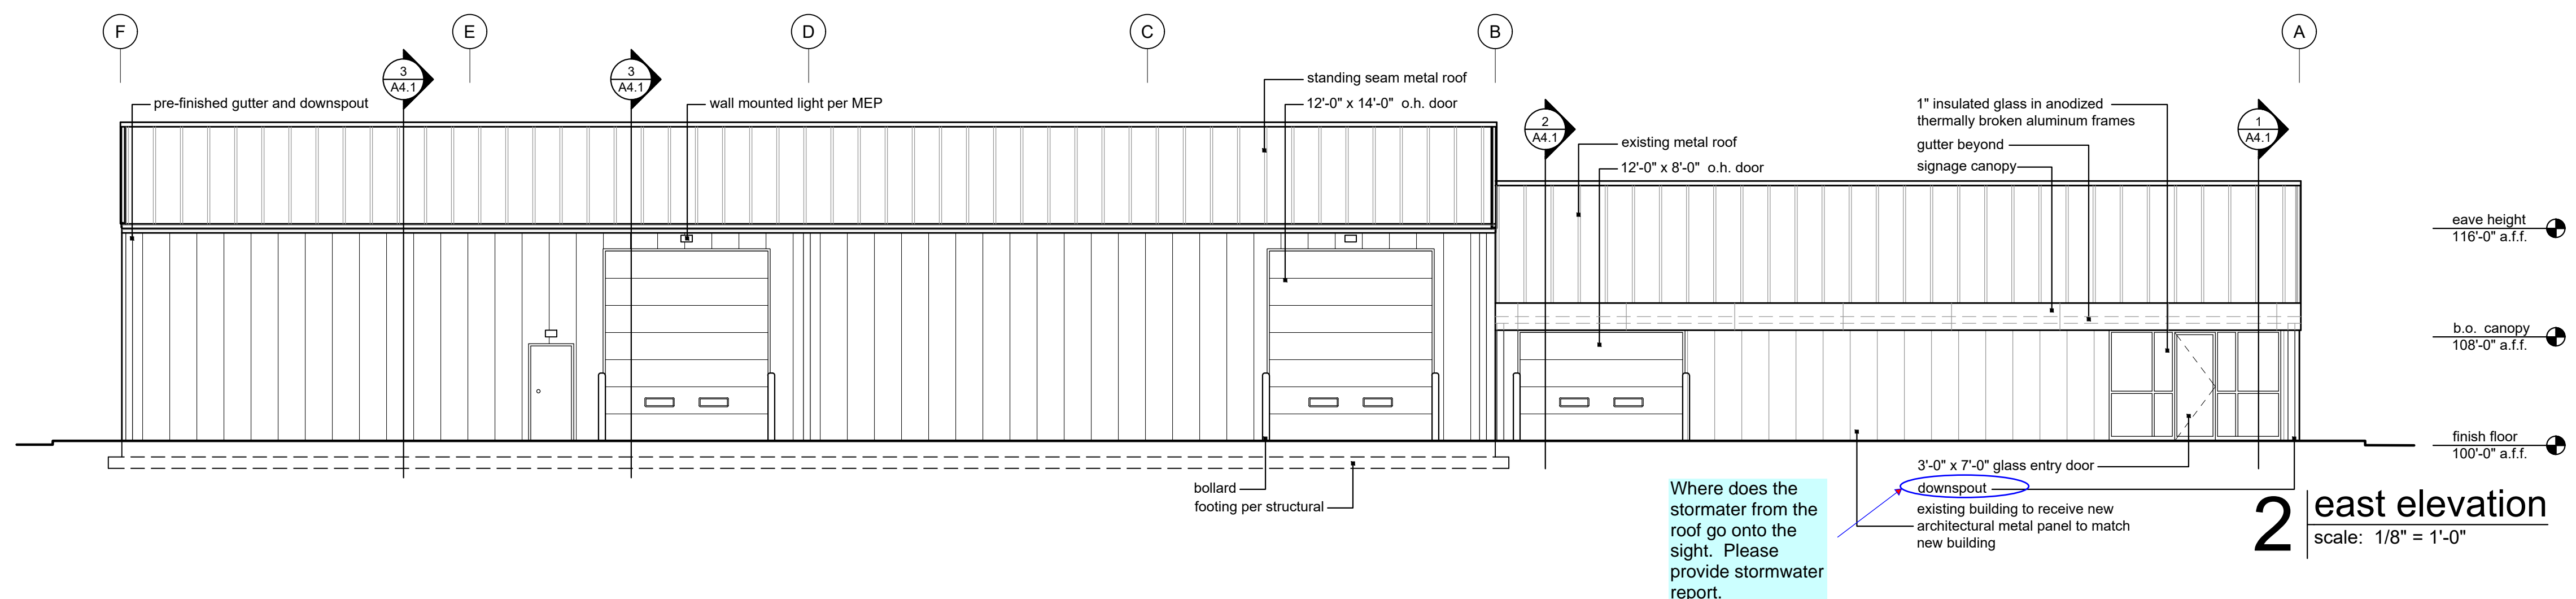 F
E
D
C
B
A
3
A4.1
3
A4.1
2
A4.1
1
A4.1
pre-finished gutter and downspout
wall mounted light per MEP
standing seam metal roof
12'-0" x 14'-0" o.h. door
existing metal roof
12'-0" x 8'-0" o.h. door
1" insulated glass in anodized
thermally broken aluminum frames
gutter beyond
signage canopy
eave height
116'-0" a.f.f.
b.o. canopy
108'-0" a.f.f.
finish floor
100'-0" a.f.f.
bollard
footing per structural
3'-0" x 7'-0" glass entry door
downspout
existing building to receive new
architectural metal panel to match
new building
Where does the
stormater from the
roof go onto the
sight. Please
provide stormwater
report.
2
east elevation
scale: 1/8" = 1'-0"